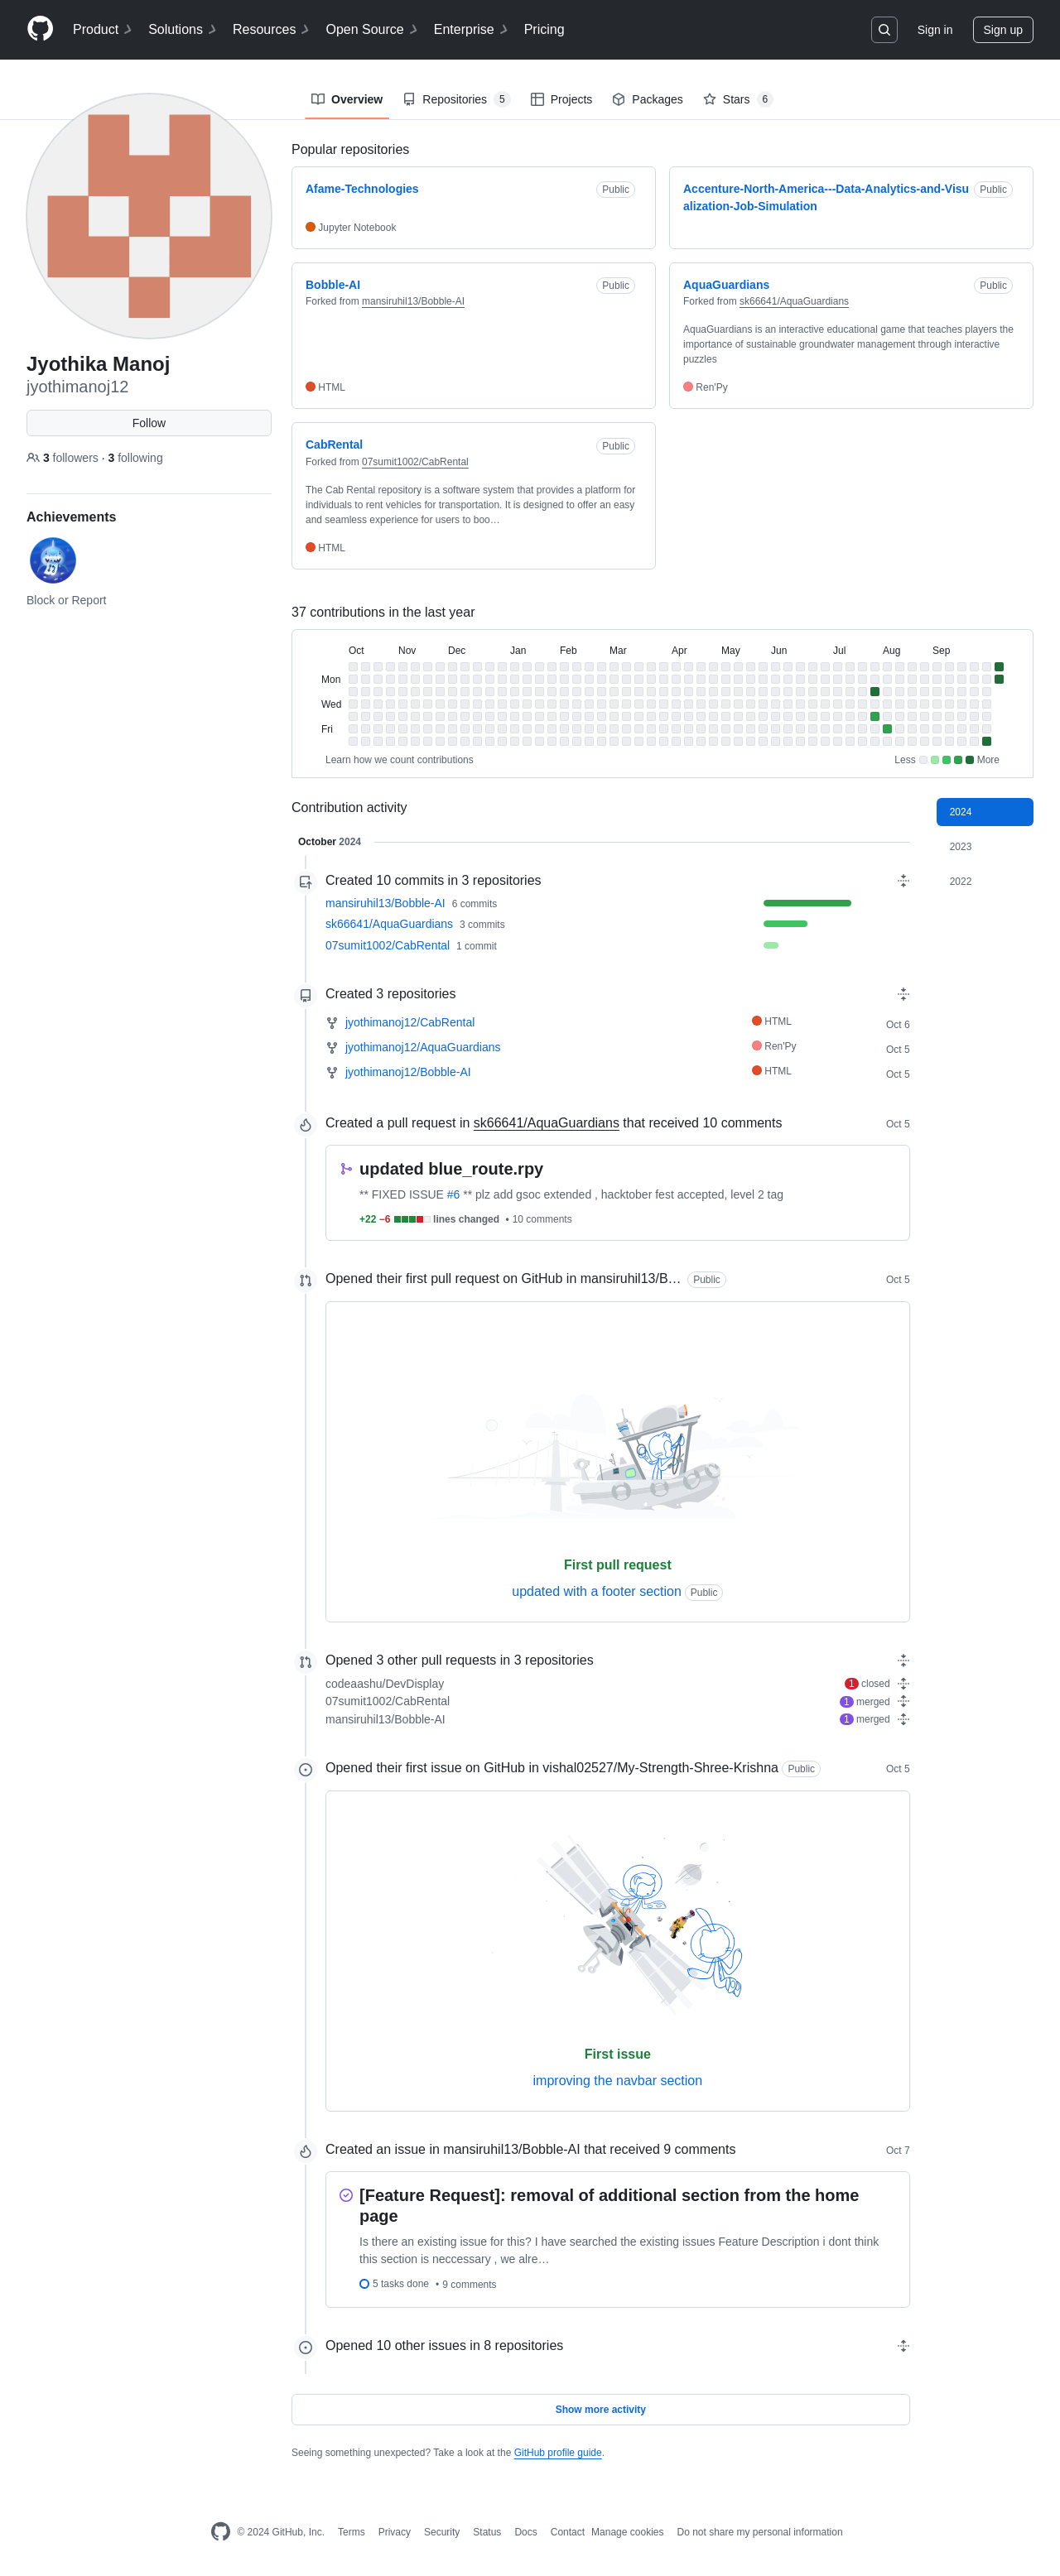 Product Solutions Resources Open Source Enterprise Pricing Sign in Sign up
Overview Repositories 5 Projects Packages Stars 6
Jyothika Manoj
jyothimanoj12
Follow
3 followers · 3 following
Achievements
Block or Report
Popular repositories
Afame-Technologies Public
Jupyter Notebook
Accenture-North-America---Data-Analytics-and-Visu Public
alization-Job-Simulation
Bobble-AI Public
Forked from mansiruhil13/Bobble-AI
HTML
AquaGuardians Public
Forked from sk66641/AquaGuardians
AquaGuardians is an interactive educational game that teaches players the
importance of sustainable groundwater management through interactive
puzzles
Ren'Py
CabRental Public
Forked from 07sumit1002/CabRental
The Cab Rental repository is a software system that provides a platform for
individuals to rent vehicles for transportation. It is designed to offer an easy
and seamless experience for users to boo…
HTML
37 contributions in the last year
Oct Nov Dec Jan Feb Mar Apr May Jun Jul Aug Sep
Mon
Wed
Fri
Learn how we count contributions Less More
Contribution activity
2024
2023
2022
October 2024
Created 10 commits in 3 repositories
mansiruhil13/Bobble-AI 6 commits
sk66641/AquaGuardians 3 commits
07sumit1002/CabRental 1 commit
Created 3 repositories
jyothimanoj12/CabRental HTML Oct 6
jyothimanoj12/AquaGuardians Ren'Py Oct 5
jyothimanoj12/Bobble-AI HTML Oct 5
Created a pull request in sk66641/AquaGuardians that received 10 comments Oct 5
updated blue_route.rpy
** FIXED ISSUE #6 ** plz add gsoc extended , hacktober fest accepted, level 2 tag
+22 −6 lines changed • 10 comments
Opened their first pull request on GitHub in mansiruhil13/B… Public Oct 5
First pull request
updated with a footer section Public
Opened 3 other pull requests in 3 repositories
codeaashu/DevDisplay 1 closed
07sumit1002/CabRental 1 merged
mansiruhil13/Bobble-AI 1 merged
Opened their first issue on GitHub in vishal02527/My-Strength-Shree-Krishna Public Oct 5
First issue
improving the navbar section
Created an issue in mansiruhil13/Bobble-AI that received 9 comments Oct 7
[Feature Request]: removal of additional section from the home
page
Is there an existing issue for this? I have searched the existing issues Feature Description i dont think
this section is neccessary , we alre…
5 tasks done • 9 comments
Opened 10 other issues in 8 repositories
Show more activity
Seeing something unexpected? Take a look at the GitHub profile guide.
© 2024 GitHub, Inc. Terms Privacy Security Status Docs Contact Manage cookies Do not share my personal information